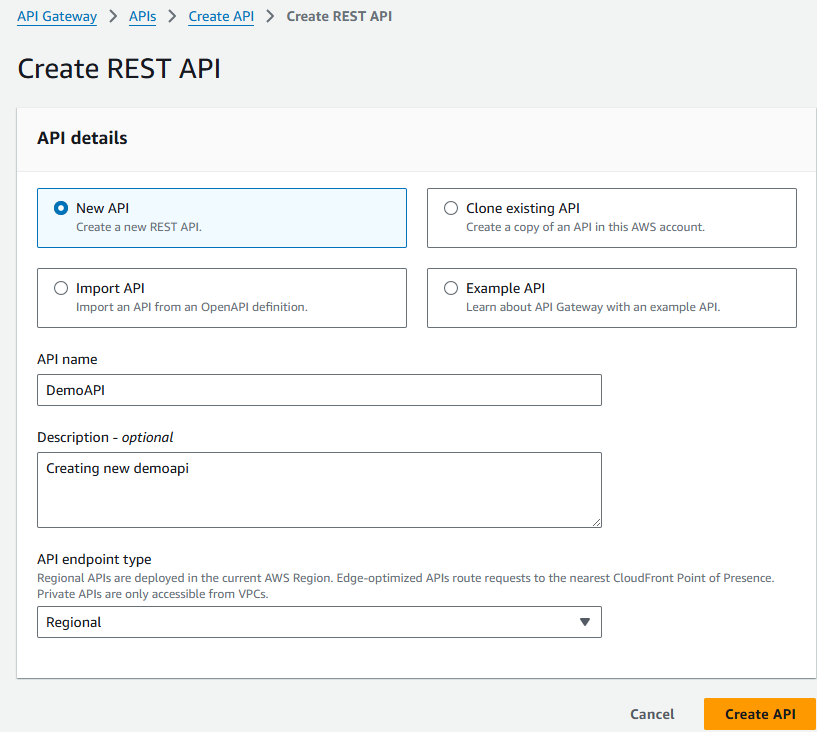 API Gateway > APIs > Create API > Create REST API
Create REST API
API details
New API
Create a new REST API.
Clone existing API
Create a copy of an API in this AWS account.
Import API
Import an API from an OpenAPI definition.
Example API
Learn about API Gateway with an example API.
API name
DemoAPI
Description - optional
Creating new demoapi
API endpoint type
Regional APIs are deployed in the current AWS Region. Edge-optimized APIs route requests to the nearest CloudFront Point of Presence.
Private APIs are only accessible from VPCs.
Regional
Cancel
Create API